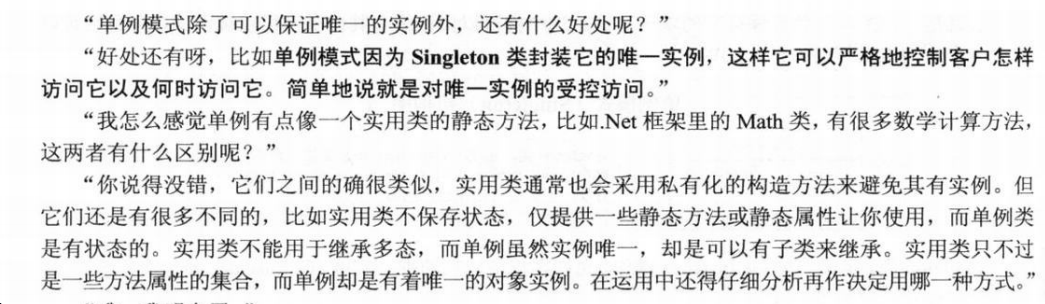 “单例模式除了可以保证唯一的实例外，还有什么好处呢？”
“好处还有呀，比如单例模式因为 Singleton 类封装它的唯一实例，这样它可以严格地控制客户怎样
访问它以及何时访问它。简单地说就是对唯一实例的受控访问。”
“我怎么感觉单例有点像一个实用类的静态方法，比如.Net 框架里的 Math 类，有很多数学计算方法，
这两者有什么区别呢？”
“你说得没错，它们之间的确很类似，实用类通常也会采用私有化的构造方法来避免其有实例。但
它们还是有很多不同的，比如实用类不保存状态，仅提供一些静态方法或静态属性让你使用，而单例类
是有状态的。实用类不能用于继承多态，而单例虽然实例唯一，却是可以有子类来继承。实用类只不过
是一些方法属性的集合，而单例却是有着唯一的对象实例。在运用中还得仔细分析再作决定用哪一种方式。”